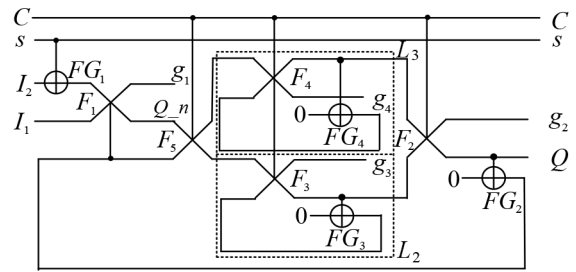 C C
s s
I₂ FG₁ F₁ g₁ F₄ L₃
I₁ Q_n F₅ 0 g₄ FG₄ F₂ g₂
g₃ Q
F₃ 0 FG₃ 0 FG₂
L₂